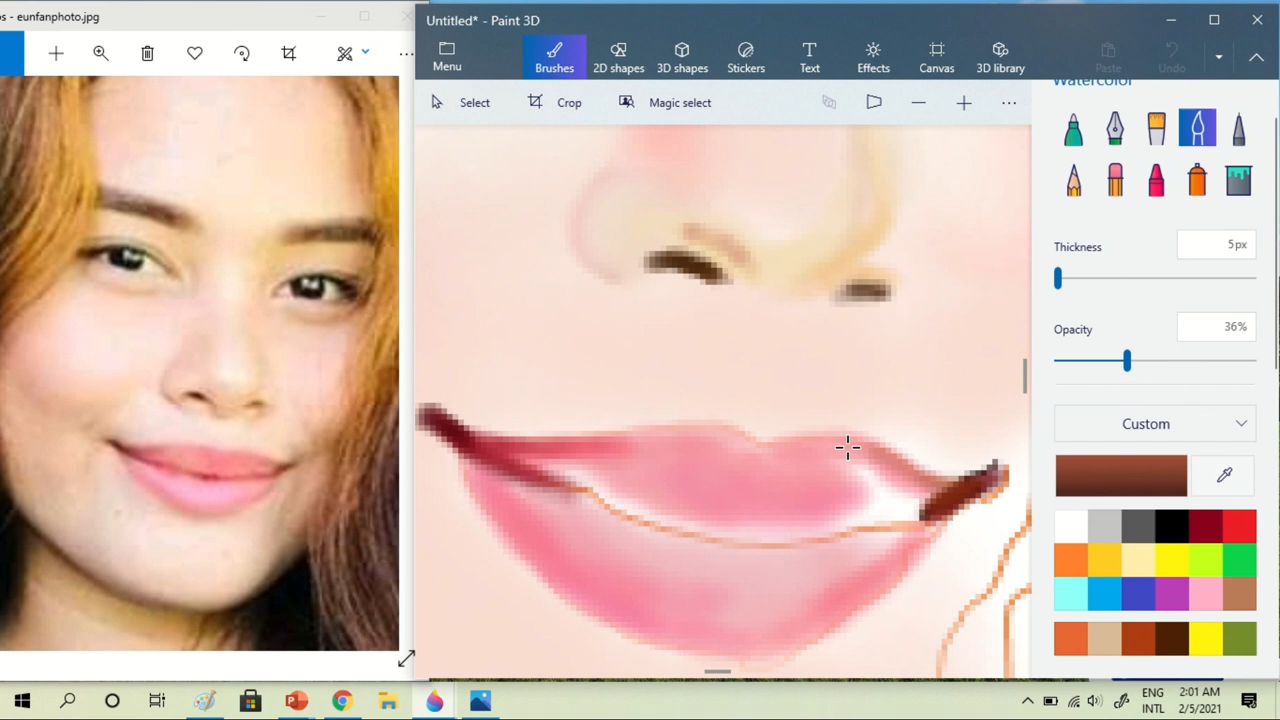 os - eunfanphoto.jpg
Untitled* - Paint 3D
Menu
Brushes
2D shapes
3D shapes
Stickers
Text
Effects
Canvas
3D library
Paste
Undo
Select
Crop
Magic select
Watercolor
Thickness
5px
Opacity
36%
Custom
ENG
INTL
2:01 AM
2/5/2021